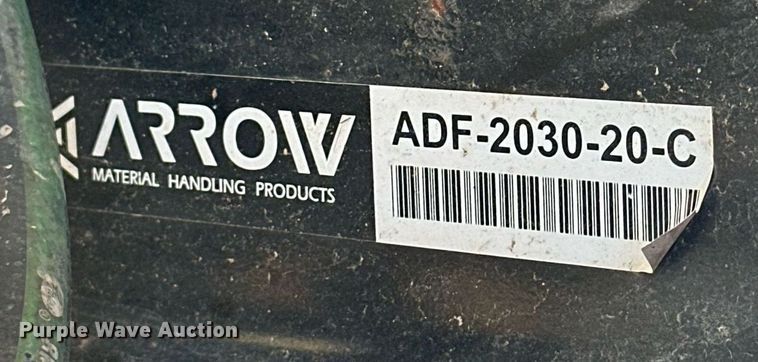 ARROW
MATERIAL HANDLING PRODUCTS
ADF-2030-20-C
Purple Wave Auction